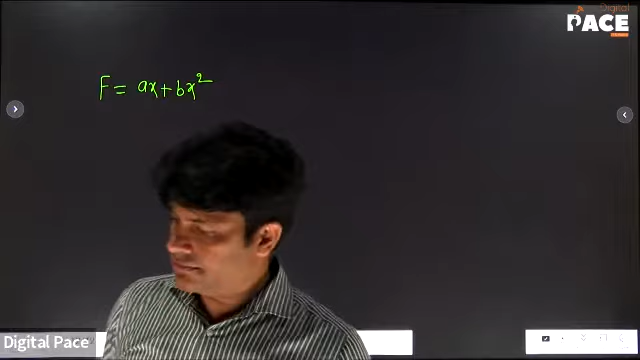 Digital
PACE
F = ax + bx²
Digital Pace